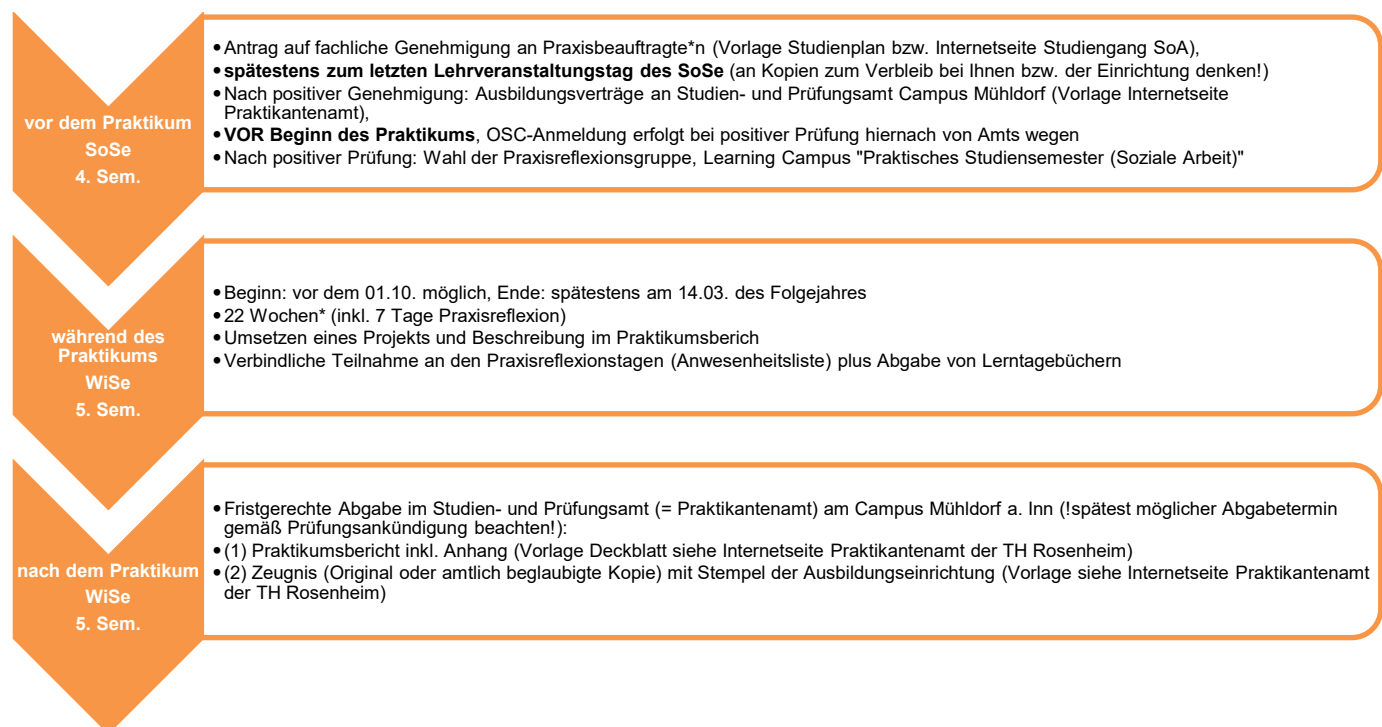 vor dem Praktikum
SoSe
4. Sem.
•Antrag auf fachliche Genehmigung an Praxisbeauftragte*n (Vorlage Studienplan bzw. Internetseite Studiengang SoA),
•spätestens zum letzten Lehrveranstaltungstag des SoSe (an Kopien zum Verbleib bei Ihnen bzw. der Einrichtung denken!)
•Nach positiver Genehmigung: Ausbildungsverträge an Studien- und Prüfungsamt Campus Mühldorf (Vorlage Internetseite
Praktikantenamt),
•VOR Beginn des Praktikums, OSC-Anmeldung erfolgt bei positiver Prüfung hiernach von Amts wegen
•Nach positiver Prüfung: Wahl der Praxisreflexionsgruppe, Learning Campus "Praktisches Studiensemester (Soziale Arbeit)"
während des
Praktikums
WiSe
5. Sem.
•Beginn: vor dem 01.10. möglich, Ende: spätestens am 14.03. des Folgejahres
•22 Wochen* (inkl. 7 Tage Praxisreflexion)
•Umsetzen eines Projekts und Beschreibung im Praktikumsberich
•Verbindliche Teilnahme an den Praxisreflexionstagen (Anwesenheitsliste) plus Abgabe von Lerntagebüchern
nach dem Praktikum
WiSe
5. Sem.
•Fristgerechte Abgabe im Studien- und Prüfungsamt (= Praktikantenamt) am Campus Mühldorf a. Inn (!spätest möglicher Abgabetermin
gemäß Prüfungsankündigung beachten!):
•(1) Praktikumsbericht inkl. Anhang (Vorlage Deckblatt siehe Internetseite Praktikantenamt der TH Rosenheim)
•(2) Zeugnis (Original oder amtlich beglaubigte Kopie) mit Stempel der Ausbildungseinrichtung (Vorlage siehe Internetseite Praktikantenamt
der TH Rosenheim)